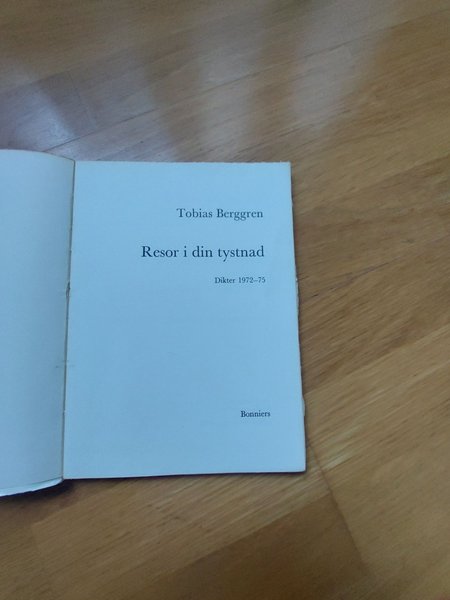 Tobias Berggren
Resor i din tystnad
Dikter 1972–75
Bonniers